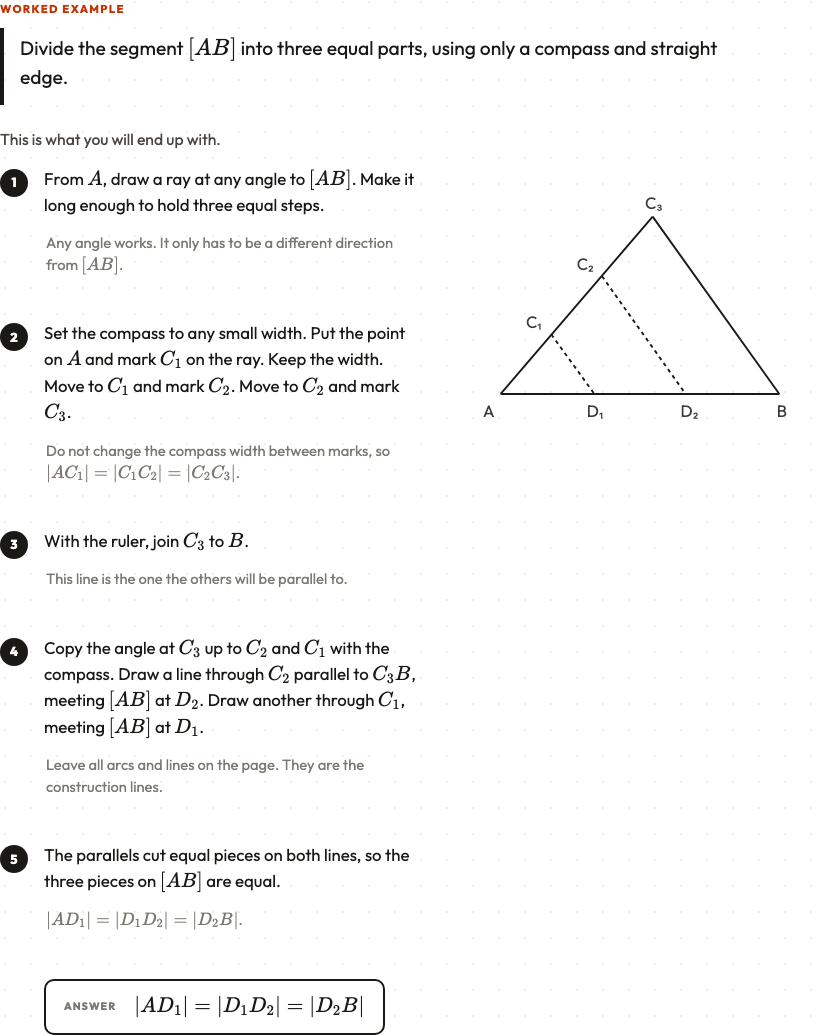 WORKED EXAMPLE
Divide the segment [AB] into three equal parts, using only a compass and straight
edge.
This is what you will end up with.
1 From A, draw a ray at any angle to [AB]. Make it
long enough to hold three equal steps.
Any angle works. It only has to be a different direction
from [AB].
2 Set the compass to any small width. Put the point
on A and mark C₁ on the ray. Keep the width.
Move to C₁ and mark C₂. Move to C₂ and mark
C₃.
Do not change the compass width between marks, so
|AC₁| = |C₁C₂| = |C₂C₃|.
3 With the ruler, join C₃ to B.
This line is the one the others will be parallel to.
4 Copy the angle at C₃ up to C₂ and C₁ with the
compass. Draw a line through C₂ parallel to C₃B,
meeting [AB] at D₂. Draw another through C₁,
meeting [AB] at D₁.
Leave all arcs and lines on the page. They are the
construction lines.
5 The parallels cut equal pieces on both lines, so the
three pieces on [AB] are equal.
|AD₁| = |D₁D₂| = |D₂B|.
ANSWER |AD₁| = |D₁D₂| = |D₂B|
C₃
C₂
C₁
A D₁ D₂ B